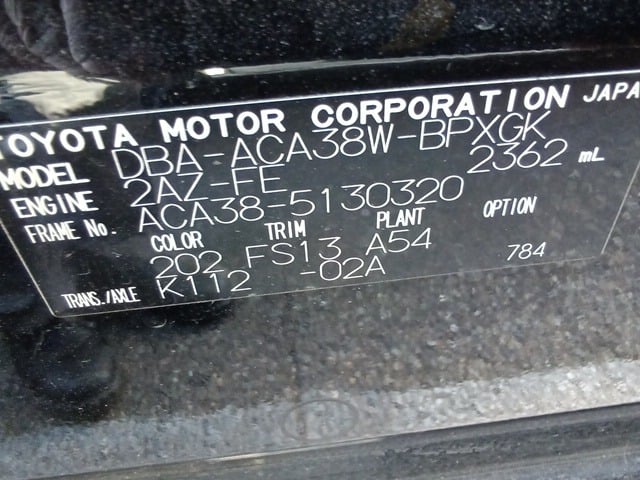 TOYOTA MOTOR CORPORATION JAPAN
MODEL DBA-ACA38W-BPXGK
ENGINE 2AZ-FE 2362 mL
FRAME No. ACA38-5130320
COLOR TRIM PLANT OPTION
202 FS13 A54 784
TRANS./AXLE K112 -02A